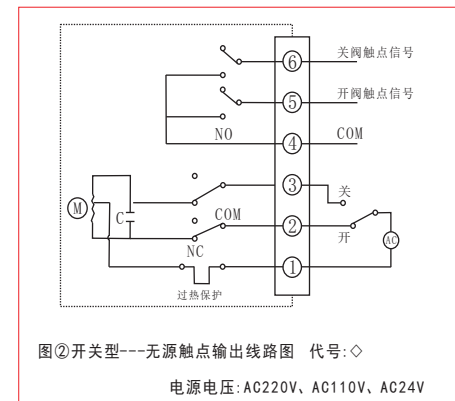 ⑥ 关阀触点信号
⑤ 开阀触点信号
NO ④ COM
③ 关
M C COM ② 开 AC
NC
①
过热保护
图②开关型---无源触点输出线路图 代号:◇
电源电压:AC220V、AC110V、AC24V